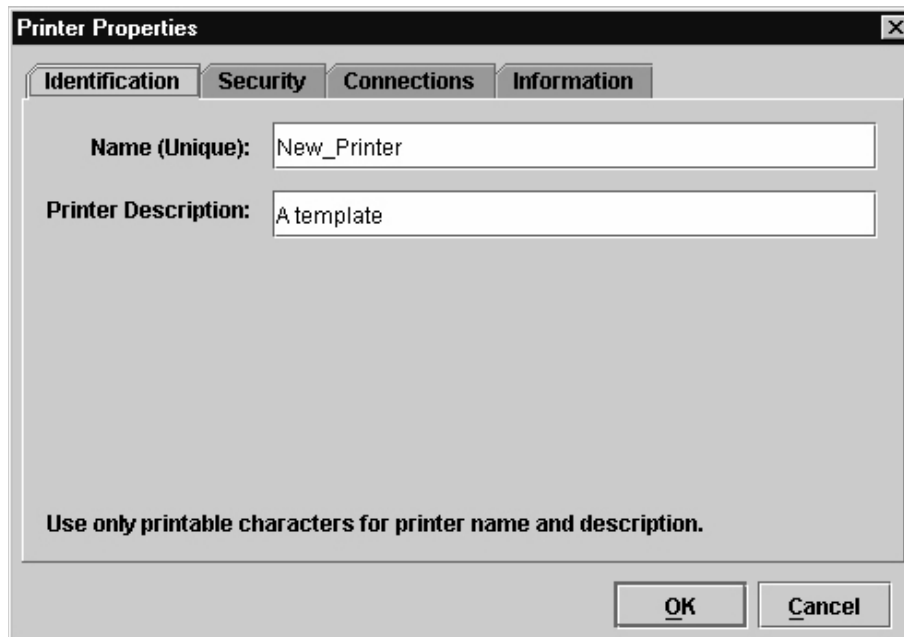 Printer Properties
Identification Security Connections Information
Name (Unique): New_Printer
Printer Description: A template
Use only printable characters for printer name and description.
OK Cancel